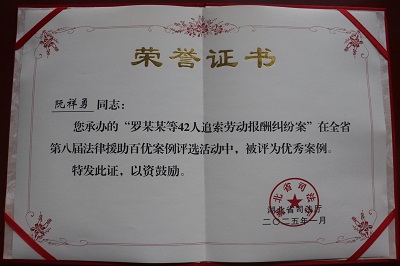 荣誉证书
阮祥勇 同志：
您承办的“罗某某等42人追索劳动报酬纠纷案”在全省
第八届法律援助百优案例评选活动中，被评为优秀案例。
特发此证，以资鼓励。
湖北省司法厅
二〇二五年一月